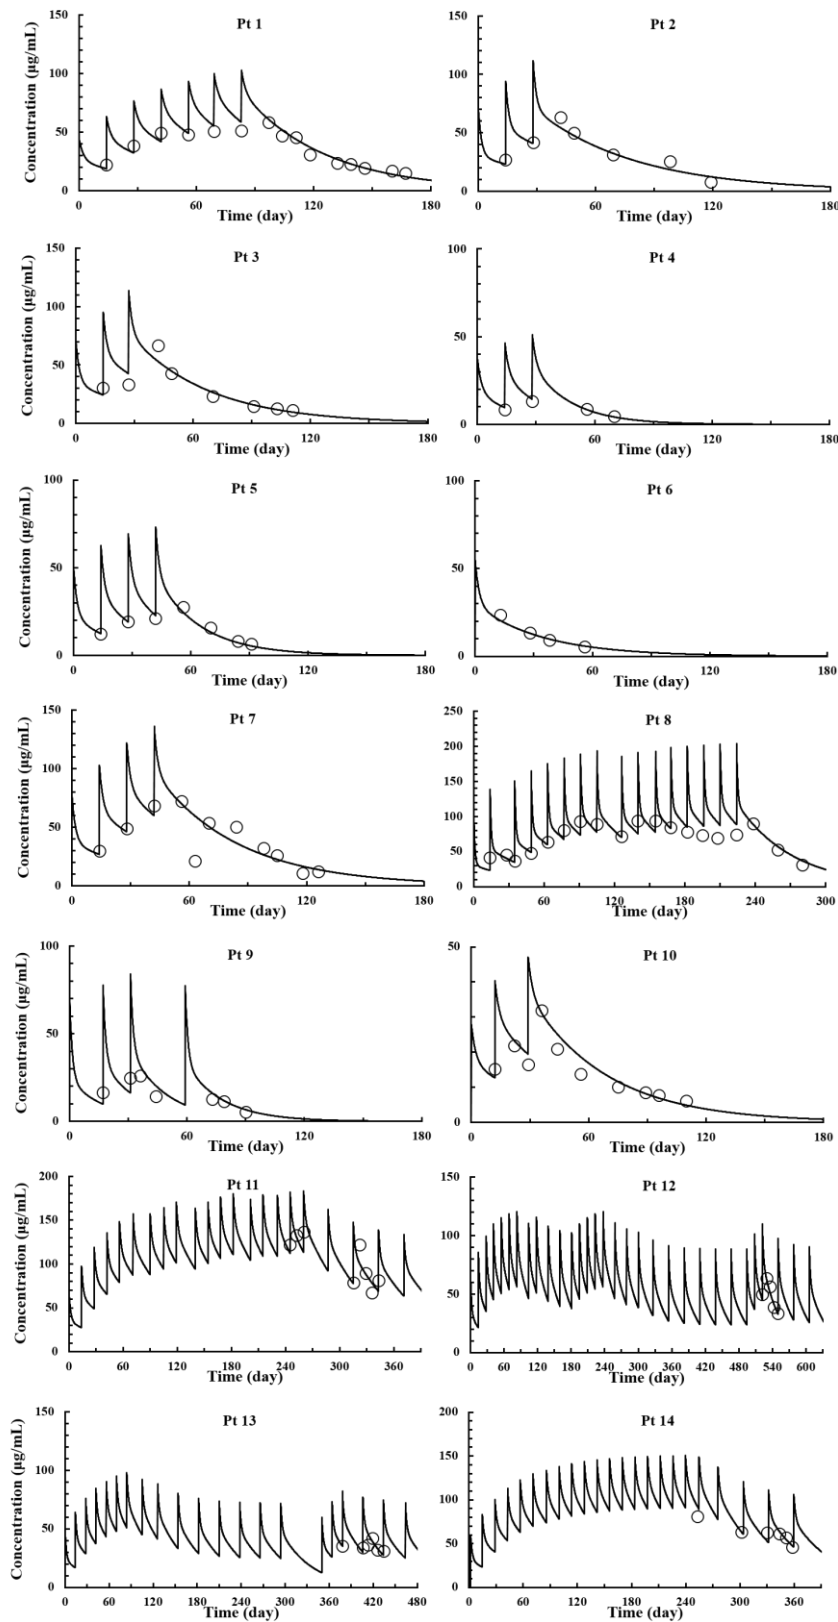 Pt 1
Concentration (μg/mL)
150
100
50
0
0 60 120 180
Time (day)
Pt 2
150
100
50
0
0 60 120 180
Time (day)
Pt 3
Concentration (μg/mL)
150
100
50
0
0 60 120 180
Time (day)
Pt 4
100
50
0
0 60 120 180
Time (day)
Pt 5
Concentration (μg/mL)
100
50
0
0 60 120 180
Time (day)
Pt 6
100
50
0
0 60 120 180
Time (day)
Pt 7
Concentration (μg/mL)
150
100
50
0
0 60 120 180
Time (day)
Pt 8
250
200
150
100
50
0
0 60 120 180 240 300
Time (day)
Pt 9
Concentration (μg/mL)
100
50
0
0 60 120 180
Time (day)
Pt 10
50
0
0 60 120 180
Time (day)
Pt 11
Concentration (μg/mL)
200
150
100
50
0
0 60 120 180 240 300 360
Time (day)
Pt 12
150
120
90
60
30
0
0 60 120 180 240 300 360 420 480 540 600
Time (day)
Pt 13
Concentration (μg/mL)
150
100
50
0
0 60 120 180 240 300 360 420 480
Time (day)
Pt 14
200
150
100
50
0
0 60 120 180 240 300 360
Time (day)